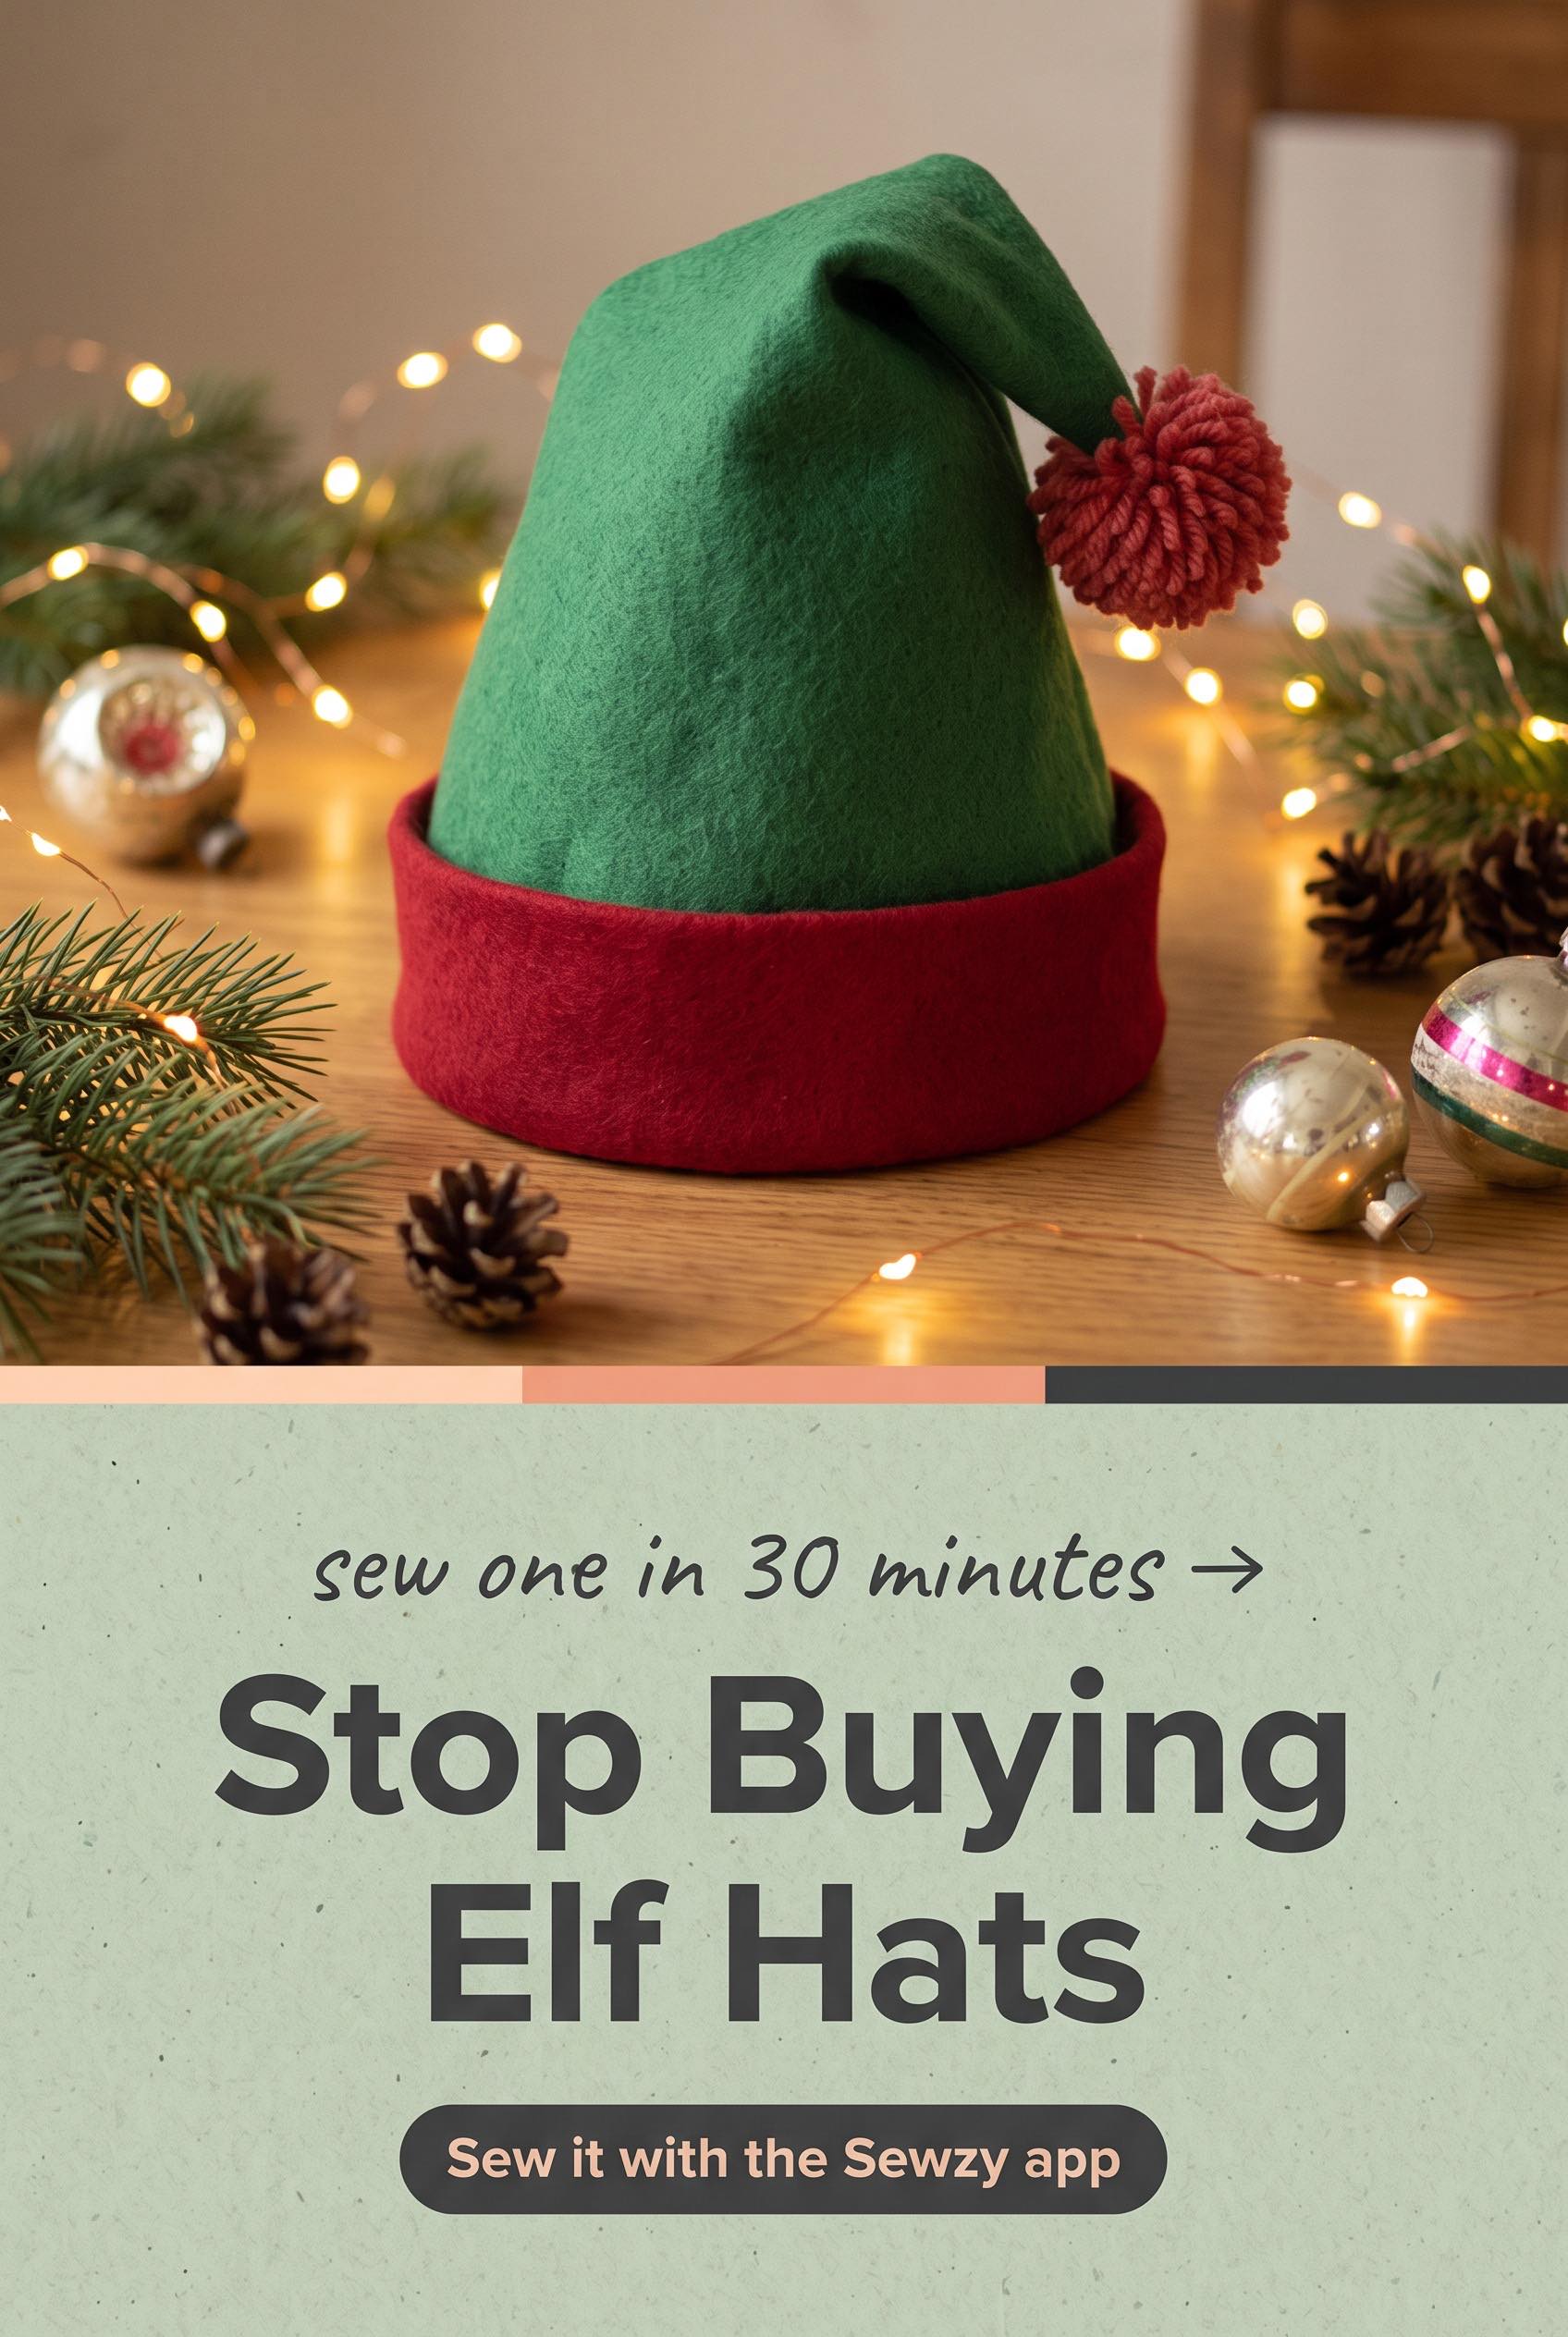 sew one in 30 minutes →
Stop Buying
Elf Hats
Sew it with the Sewzy app